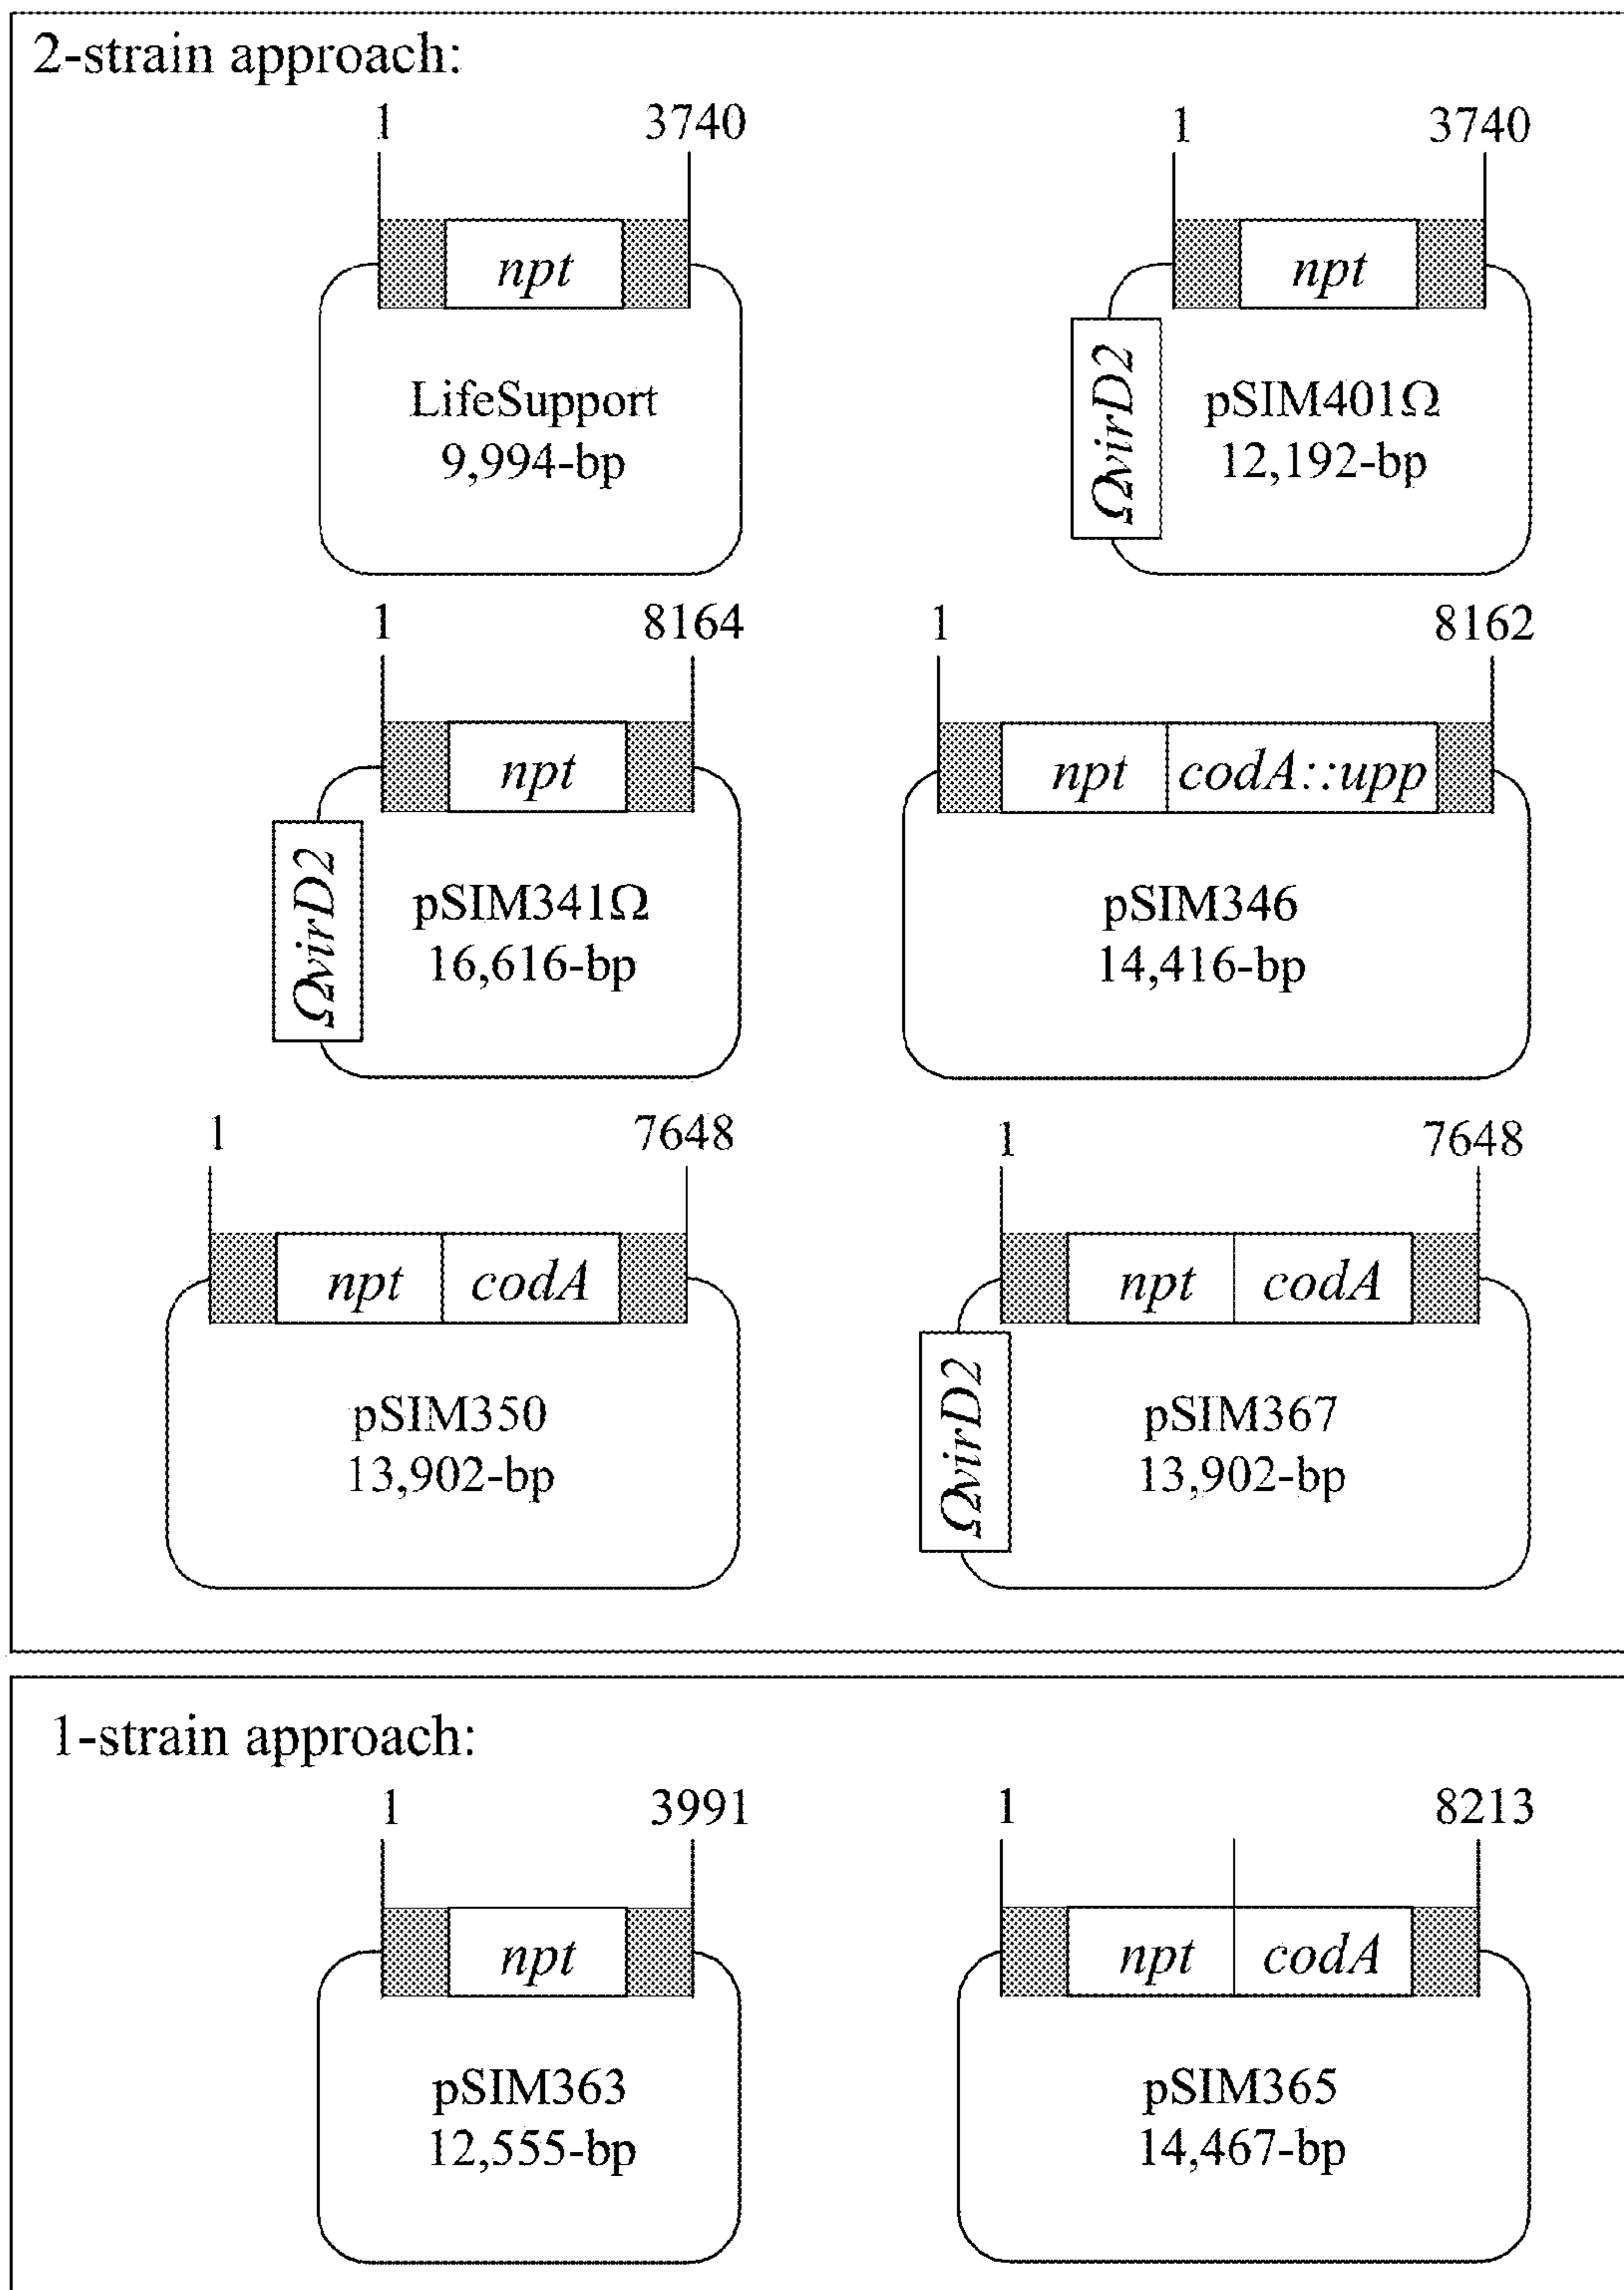 2-strain approach:
1 3740
npt
LifeSupport
9,994-bp
1 3740
npt
ΩvirD2
pSIM401Ω
12,192-bp
1 8164
npt
ΩvirD2
pSIM341Ω
16,616-bp
1 8162
npt codA::upp
pSIM346
14,416-bp
1 7648
npt codA
pSIM350
13,902-bp
1 7648
npt codA
ΩvirD2
pSIM367
13,902-bp
1-strain approach:
1 3991
npt
pSIM363
12,555-bp
1 8213
npt codA
pSIM365
14,467-bp